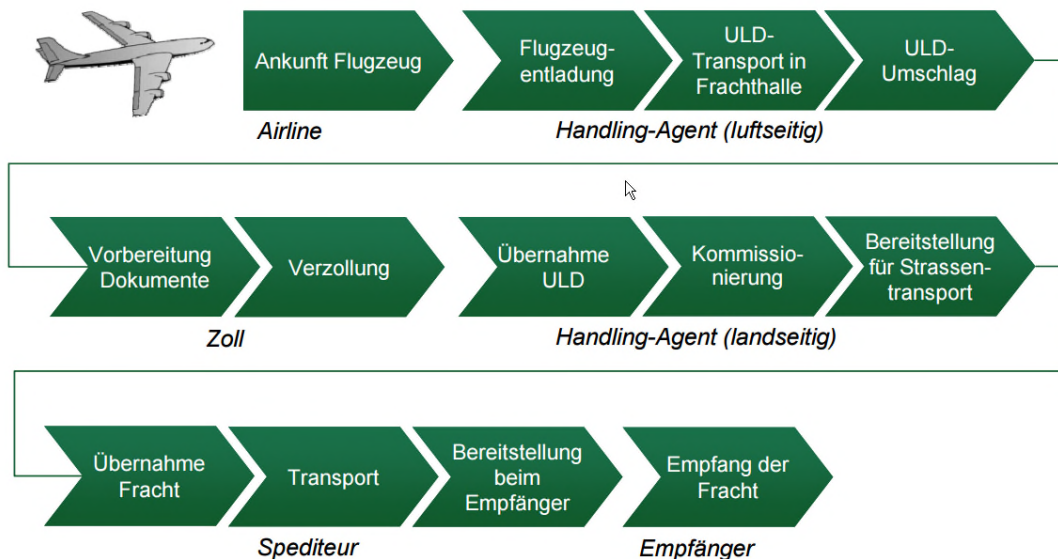 Ankunft Flugzeug
Flugzeug-
entladung
ULD-
Transport in
Frachthalle
ULD-
Umschlag
Airline
Handling-Agent (luftseitig)
Vorbereitung
Dokumente
Verzollung
Übernahme
ULD
Kommissio-
nierung
Bereitstellung
für Strassen-
transport
Zoll
Handling-Agent (landseitig)
Übernahme
Fracht
Transport
Bereitstellung
beim
Empfänger
Empfang der
Fracht
Spediteur
Empfänger